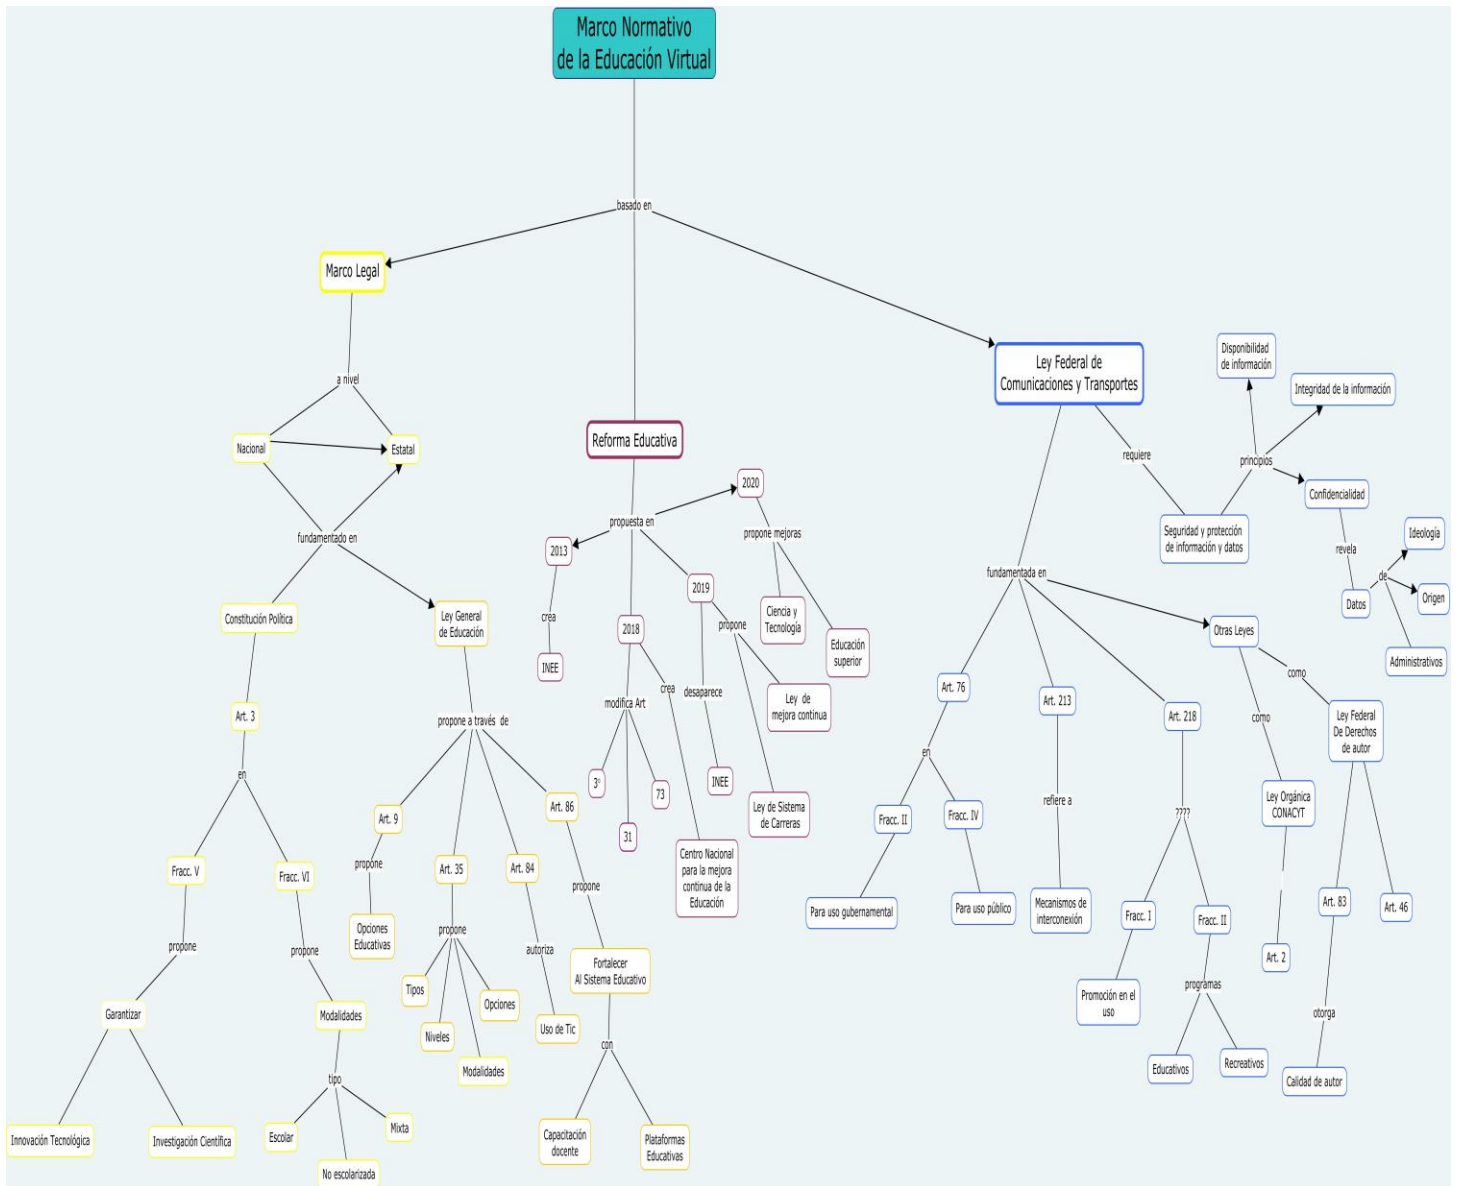 Marco Normativo
de la Educación Virtual
basado en
Marco Legal
a nivel
Nacional
Estatal
fundamentado en
Constitución Política
Ley General
de Educación
Art. 3
en
Fracc. V
Fracc. VI
propone
propone
Garantizar
Modalidades
Innovación Tecnológica
Investigación Científica
tipo
Escolar
No escolarizada
Mixta
propone a través de
Art. 9
Art. 35
Art. 84
Art. 86
propone
Opciones
Educativas
propone
Tipos
Niveles
Modalidades
Opciones
autoriza
Uso de Tic
propone
Fortalecer
Al Sistema Educativo
con
Capacitación
docente
Plataformas
Educativas
Reforma Educativa
propuesta en
2013
crea
INEE
2018
modifica Art
3°
31
73
crea
Centro Nacional
para la mejora
continua de la
Educación
2019
desaparece
INEE
propone
Ley de
mejora continua
Ley de Sistema
de Carreras
2020
propone mejoras
Ciencia y
Tecnología
Educación
superior
Ley Federal de
Comunicaciones y Transportes
requiere
Seguridad y protección
de información y datos
principios
Disponibilidad
de información
Integridad de la información
Confidencialidad
revela
Datos
de
Ideología
Origen
Administrativos
fundamentada en
Art. 76
en
Fracc. II
Fracc. IV
Para uso gubernamental
Para uso público
Art. 213
refiere a
Mecanismos de
interconexión
Art. 218
????
Fracc. I
Fracc. II
Promoción en el
uso
programas
Educativos
Recreativos
Otras Leyes
como
como
Ley Orgánica
CONACYT
Art. 2
Ley Federal
De Derechos
de autor
Art. 83
Art. 46
otorga
Calidad de autor